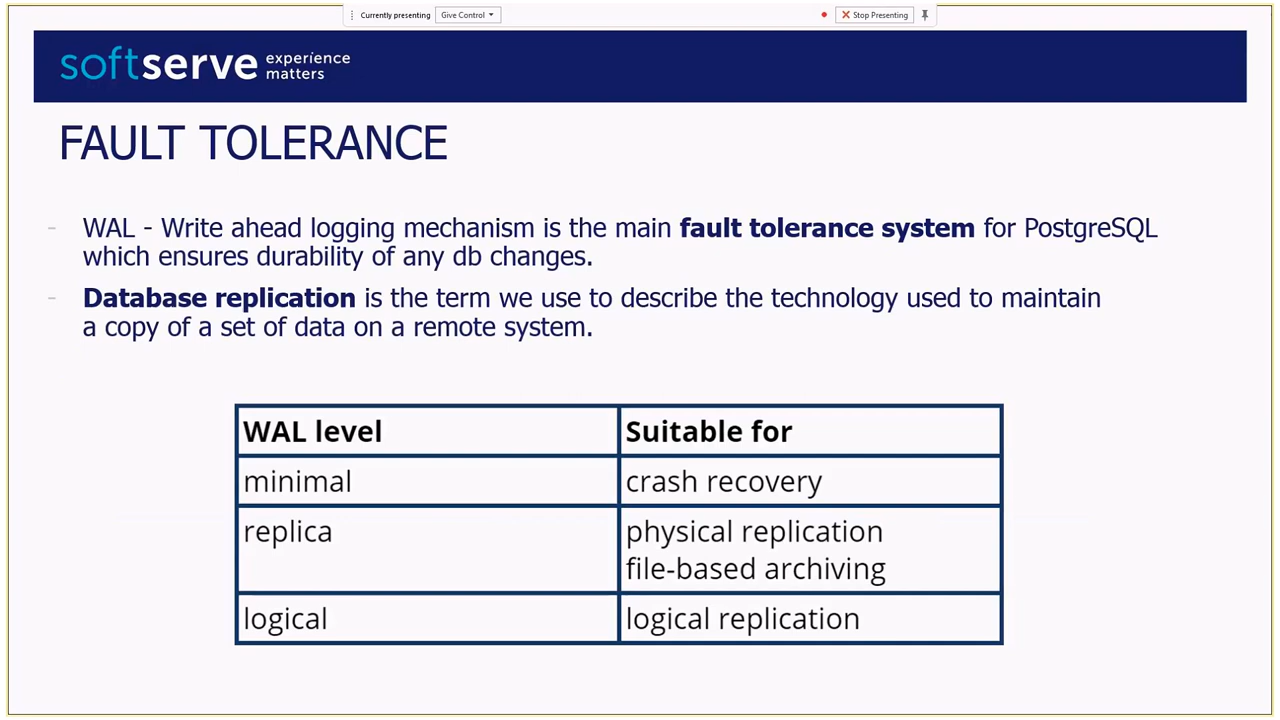 Currently presenting Give Control Stop Presenting
softserve experience
matters
FAULT TOLERANCE
- WAL - Write ahead logging mechanism is the main fault tolerance system for PostgreSQL
which ensures durability of any db changes.
- Database replication is the term we use to describe the technology used to maintain
a copy of a set of data on a remote system.
WAL level Suitable for
minimal crash recovery
replica physical replication
file-based archiving
logical logical replication